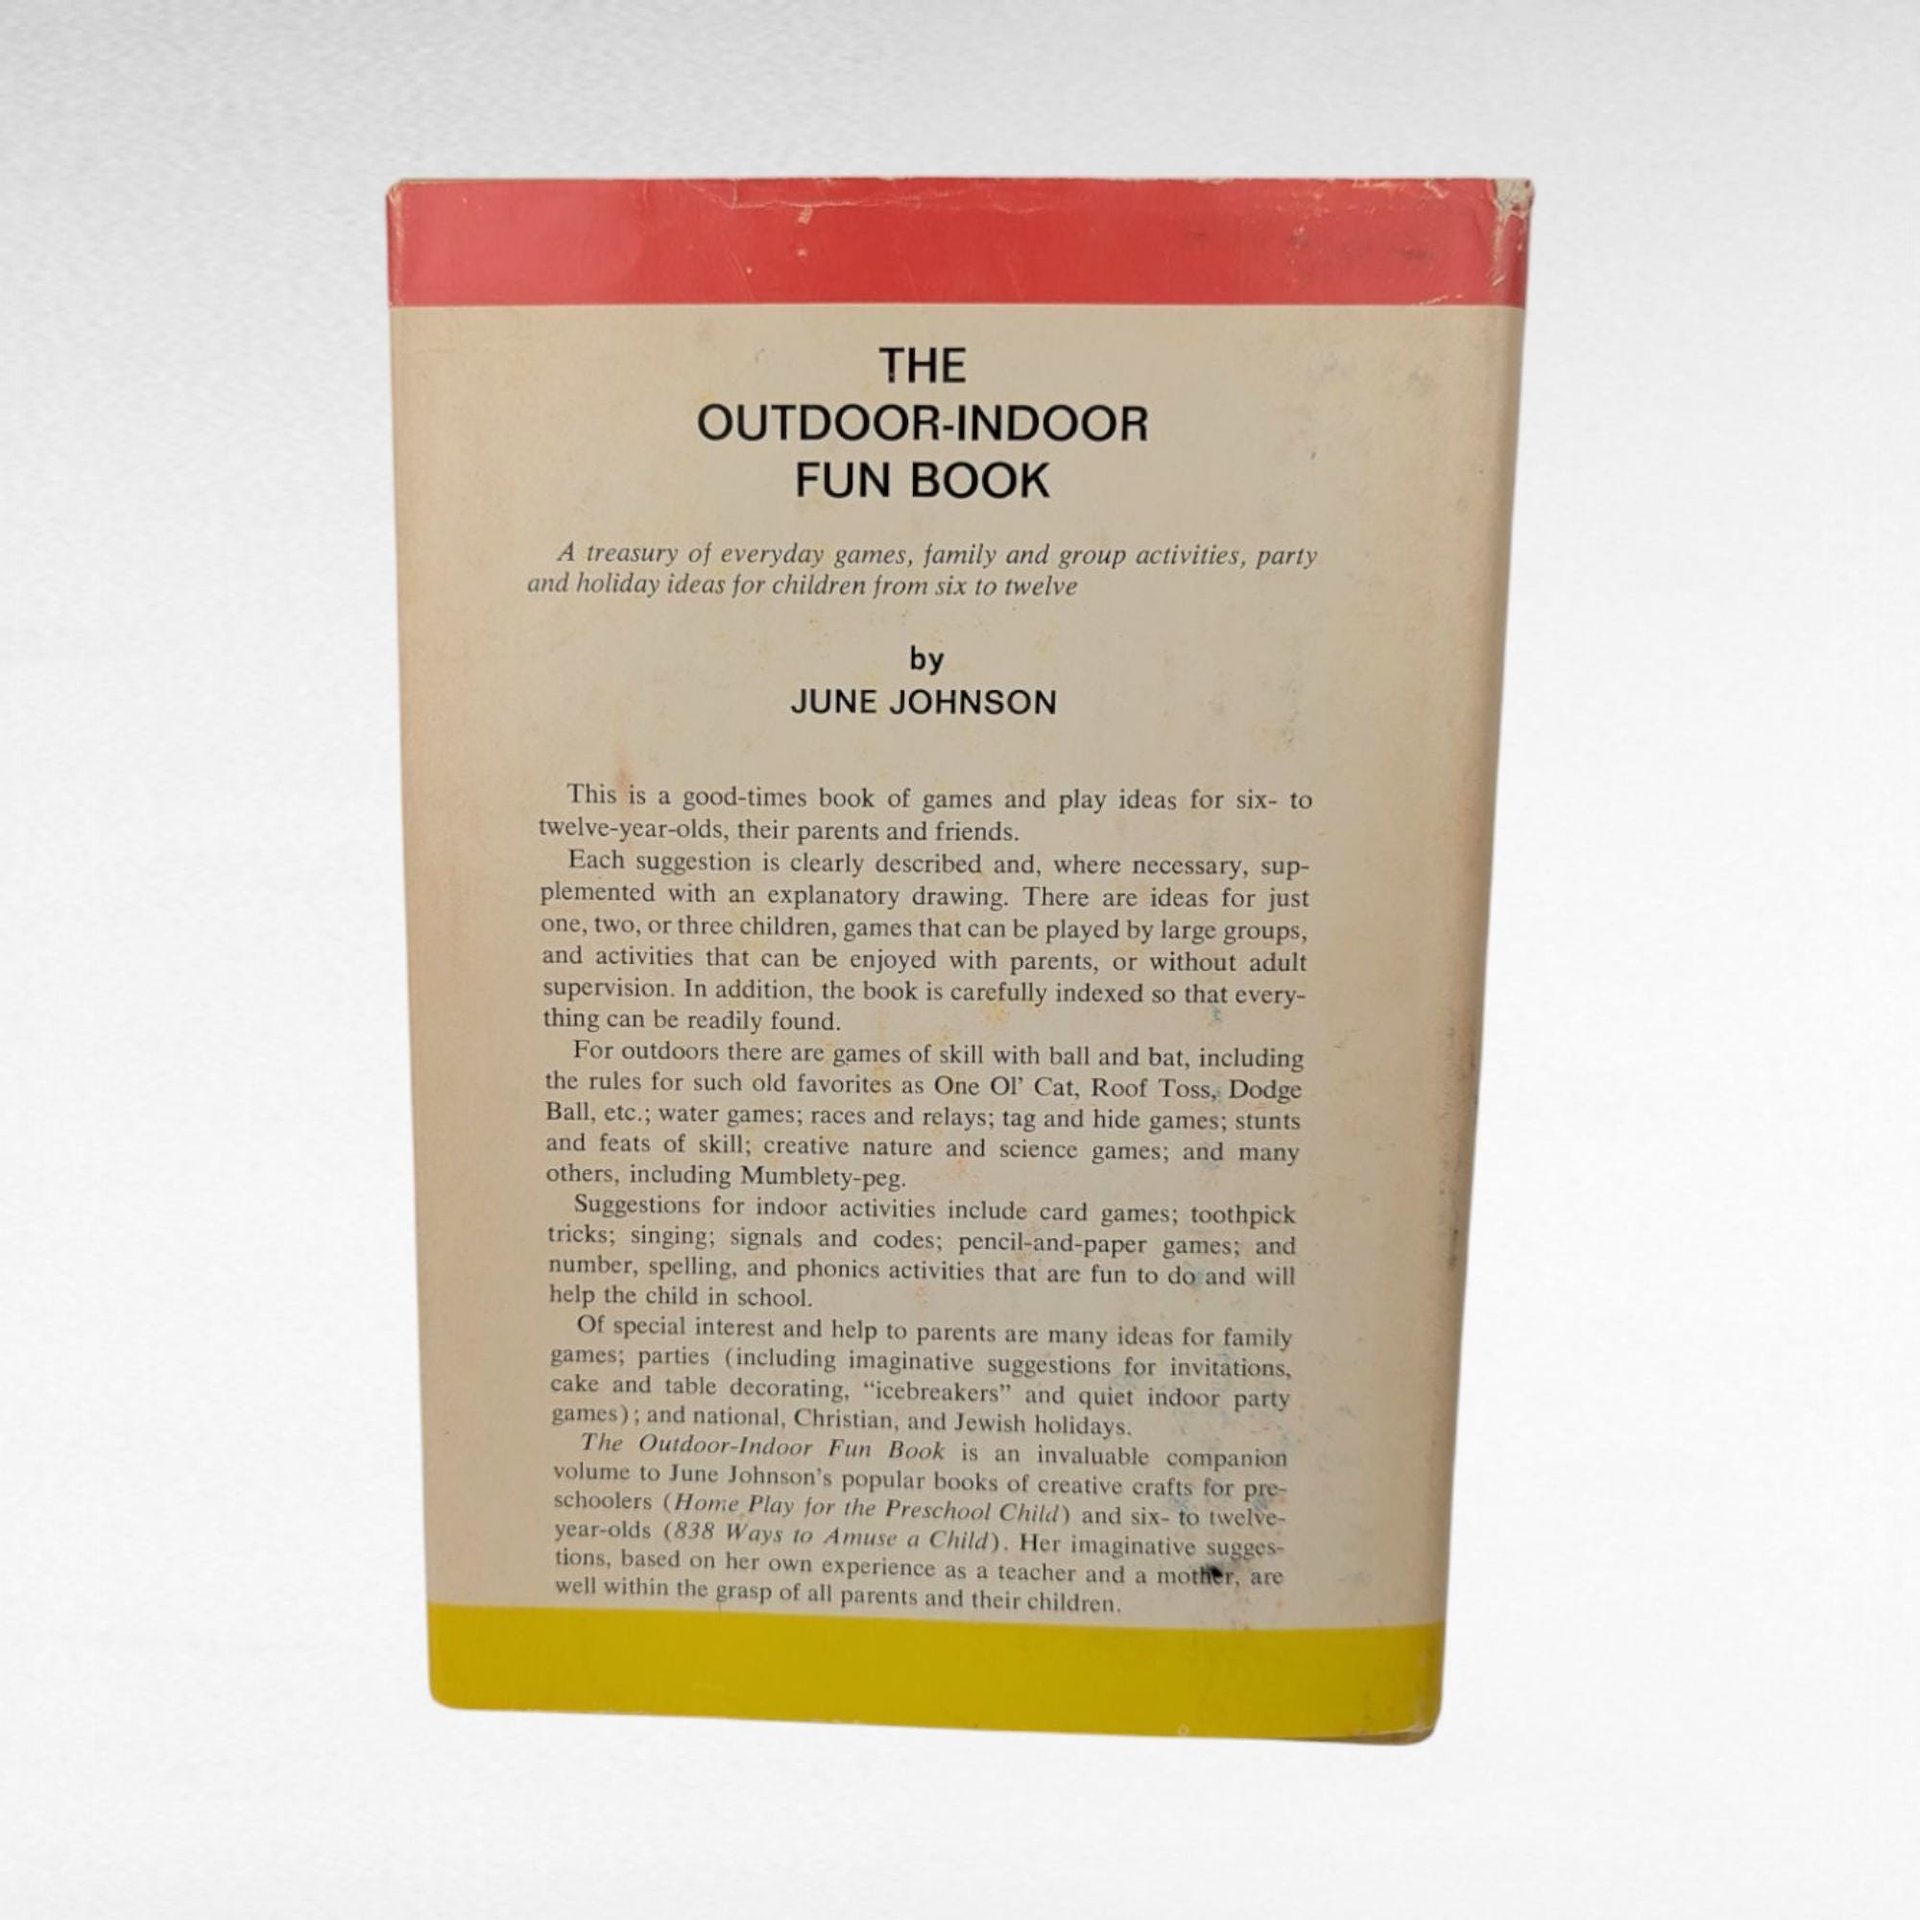 THE
OUTDOOR-INDOOR
FUN BOOK
A treasury of everyday games, family and group activities, party
and holiday ideas for children from six to twelve
by
JUNE JOHNSON
This is a good-times book of games and play ideas for six- to
twelve-year-olds, their parents and friends.
Each suggestion is clearly described and, where necessary, sup-
plemented with an explanatory drawing. There are ideas for just
one, two, or three children, games that can be played by large groups,
and activities that can be enjoyed with parents, or without adult
supervision. In addition, the book is carefully indexed so that every-
thing can be readily found.
For outdoors there are games of skill with ball and bat, including
the rules for such old favorites as One Ol' Cat, Roof Toss, Dodge
Ball, etc.; water games; races and relays; tag and hide games; stunts
and feats of skill; creative nature and science games; and many
others, including Mumblety-peg.
Suggestions for indoor activities include card games; toothpick
tricks; singing; signals and codes; pencil-and-paper games; and
number, spelling, and phonics activities that are fun to do and will
help the child in school.
Of special interest and help to parents are many ideas for family
games; parties (including imaginative suggestions for invitations,
cake and table decorating, “icebreakers” and quiet indoor party
games); and national, Christian, and Jewish holidays.
The Outdoor-Indoor Fun Book is an invaluable companion
volume to June Johnson's popular books of creative crafts for pre-
schoolers (Home Play for the Preschool Child) and six- to twelve-
year-olds (838 Ways to Amuse a Child). Her imaginative sugges-
tions, based on her own experience as a teacher and a mother, are
well within the grasp of all parents and their children.